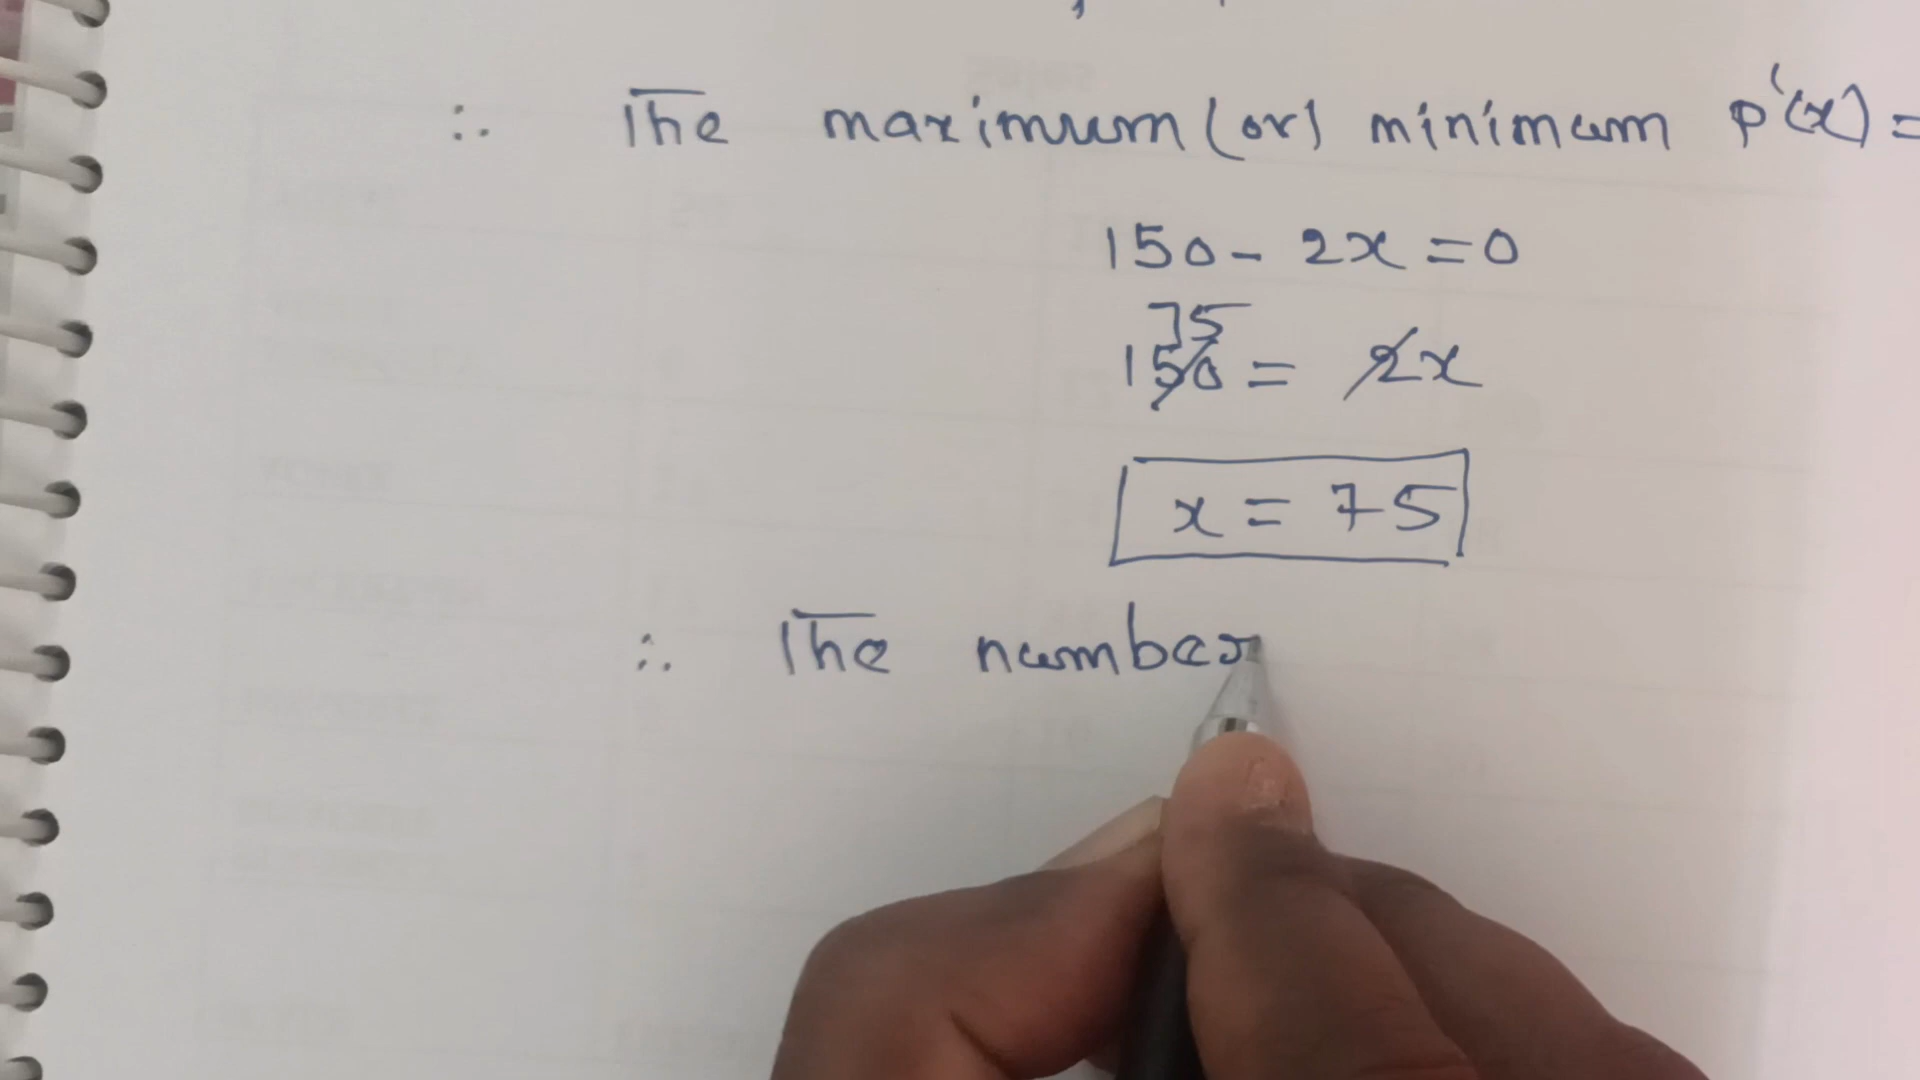 ∴ The maximum (or) minimum p'(x) =
150 - 2x = 0
75
150 = 2x
x = 75
∴ The number